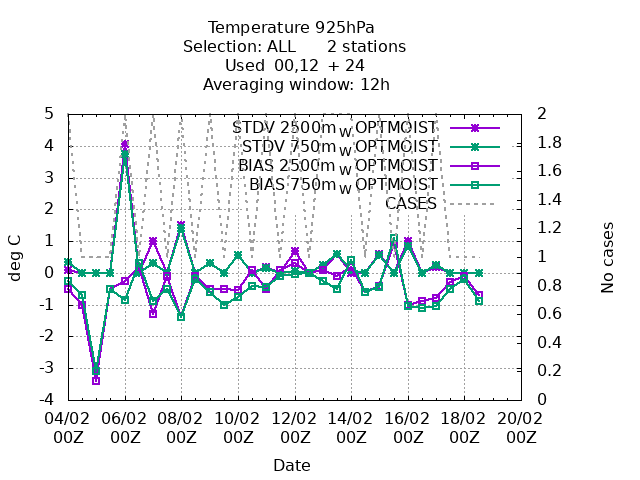 Temperature 925hPa
Selection: ALL 2 stations
Used 00,12 + 24
Averaging window: 12h
STDV 2500m_W OPTMOIST
STDV 750m_W OPTMOIST
BIAS 2500m_W OPTMOIST
BIAS 750m_W OPTMOIST
CASES
deg C
5
4
3
2
1
0
-1
-2
-3
-4
No cases
2
1.8
1.6
1.4
1.2
1
0.8
0.6
0.4
0.2
0
04/02 06/02 08/02 10/02 12/02 14/02 16/02 18/02 20/02
00Z 00Z 00Z 00Z 00Z 00Z 00Z 00Z 00Z
Date